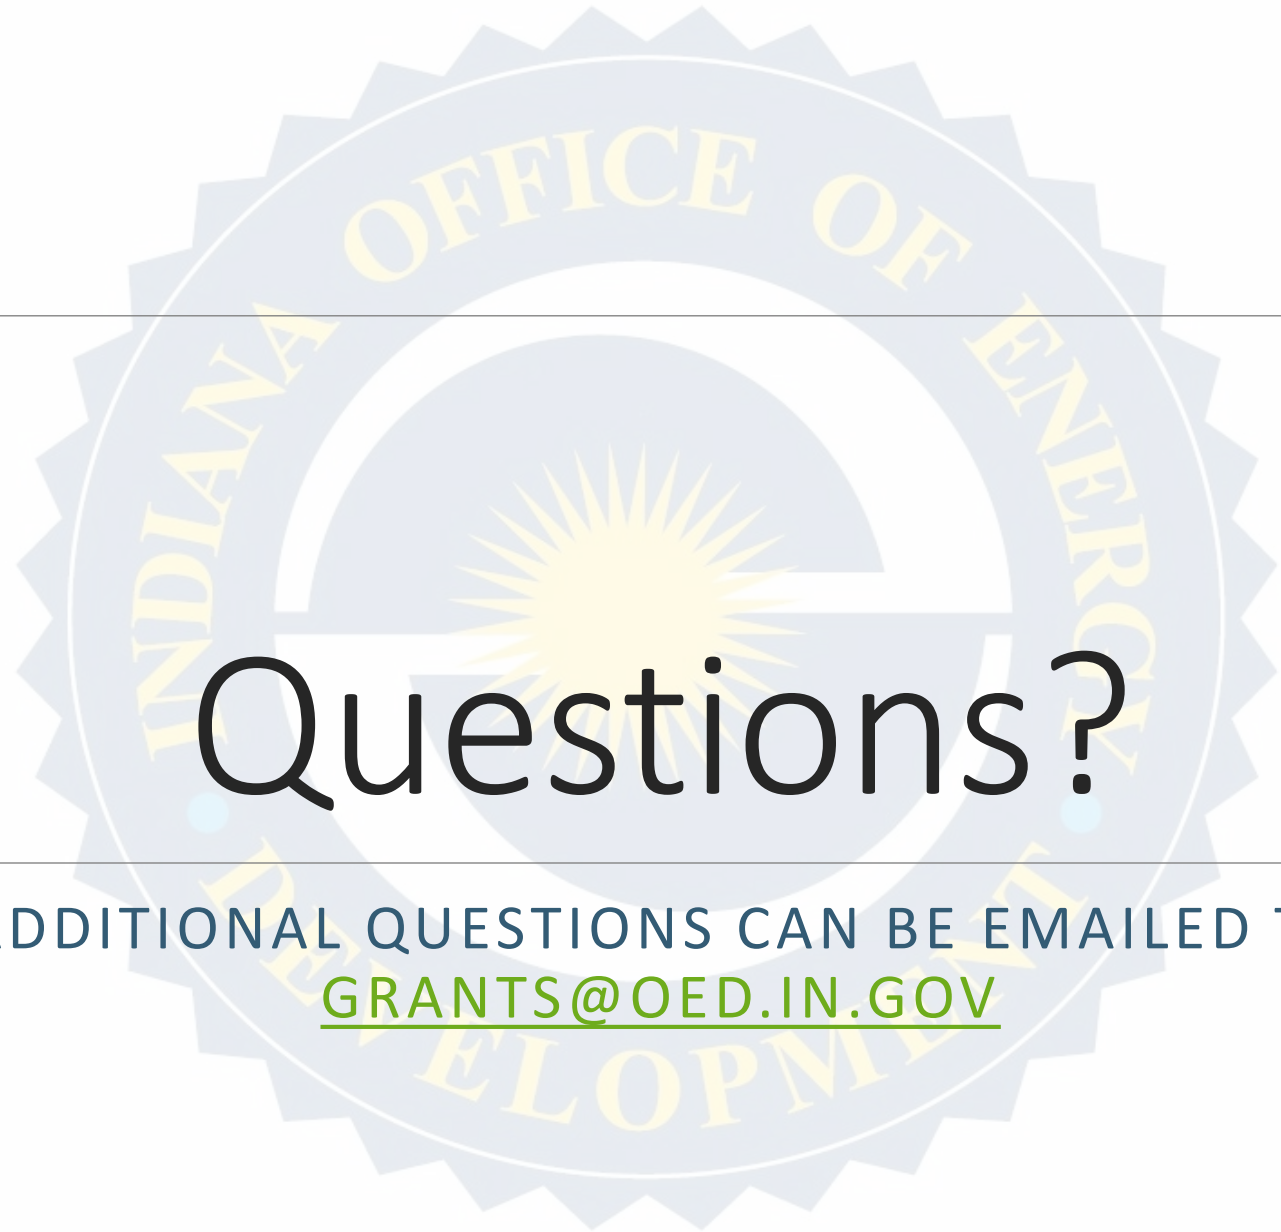 INDIANA OFFICE OF ENERGY
Questions?
DEVELOPMENT
DDITIONAL QUESTIONS CAN BE EMAILED
GRANTS@OED.IN.GOV